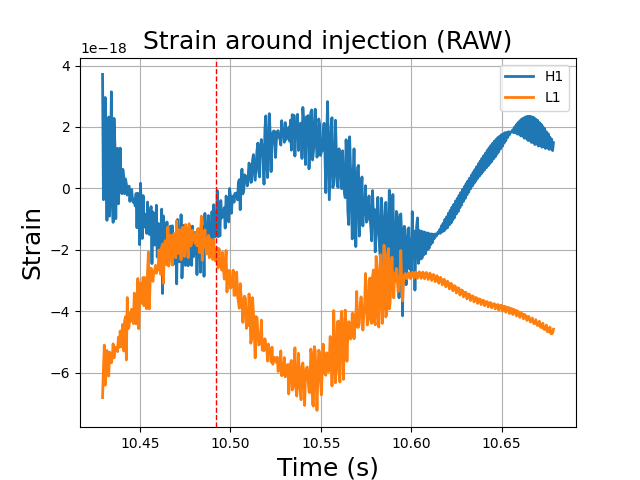 Strain around injection (RAW)
1e−18
H1
L1
4
2
0
−2
−4
−6
Strain
10.45 10.50 10.55 10.60 10.65
Time (s)